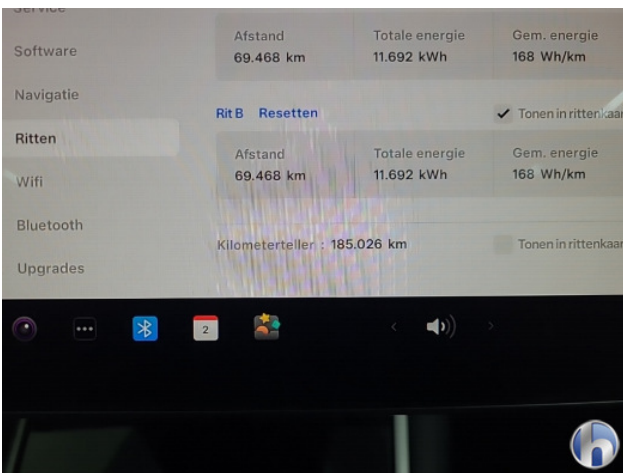 Service
Software
Afstand Totale energie Gem. energie
69.468 km 11.692 kWh 168 Wh/km
Navigatie
Rit B Resetten Tonen in rittenkaar
Ritten
Afstand Totale energie Gem. energie
69.468 km 11.692 kWh 168 Wh/km
Wifi
Bluetooth
Kilometerteller : 185.026 km Tonen in rittenkaar
Upgrades
2
h